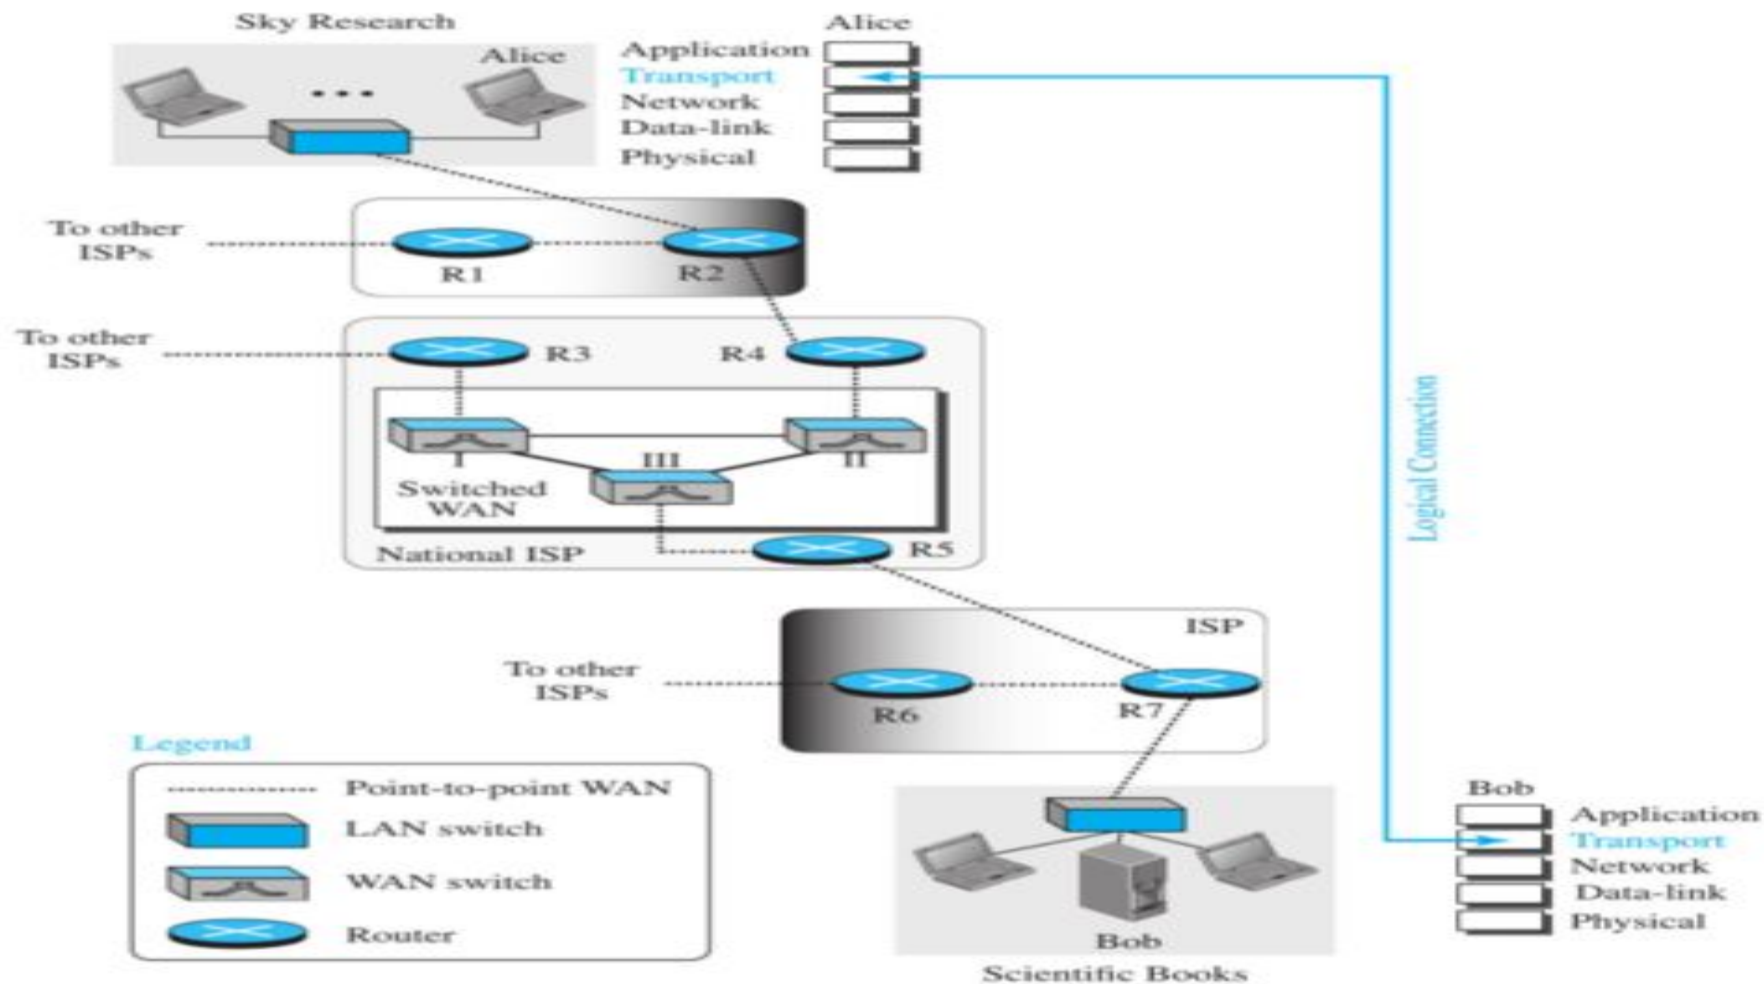 Sky Research
Alice
Alice
Application
Transport
Network
Data-link
Physical
To other
ISPs
R1
R2
To other
ISPs
R3
R4
I
III
II
Switched
WAN
National ISP
R5
Logical Connection
ISP
To other
ISPs
R6
R7
Legend
Point-to-point WAN
LAN switch
WAN switch
Router
Bob
Application
Transport
Network
Data-link
Physical
Bob
Scientific Books